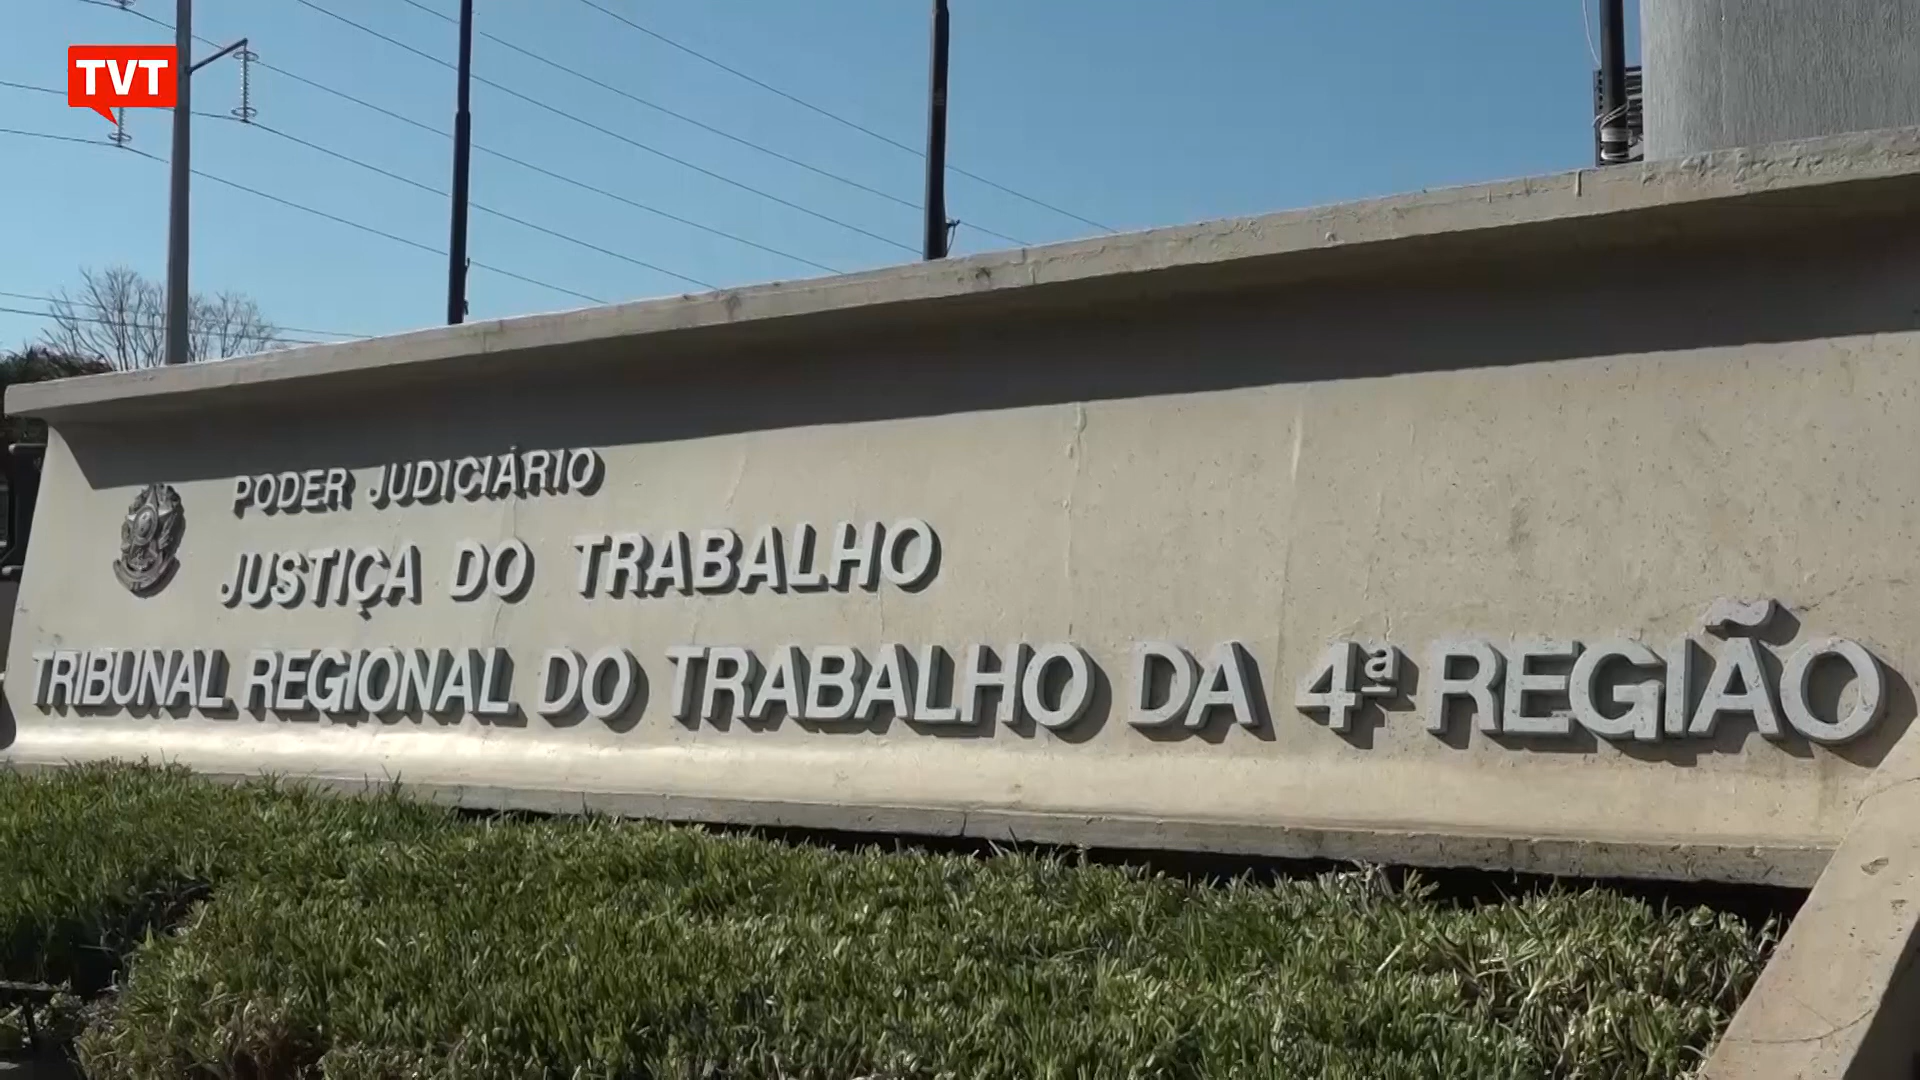 TVT
PODER JUDICIÁRIO
JUSTIÇA DO TRABALHO
TRIBUNAL REGIONAL DO TRABALHO DA 4ª REGIÃO